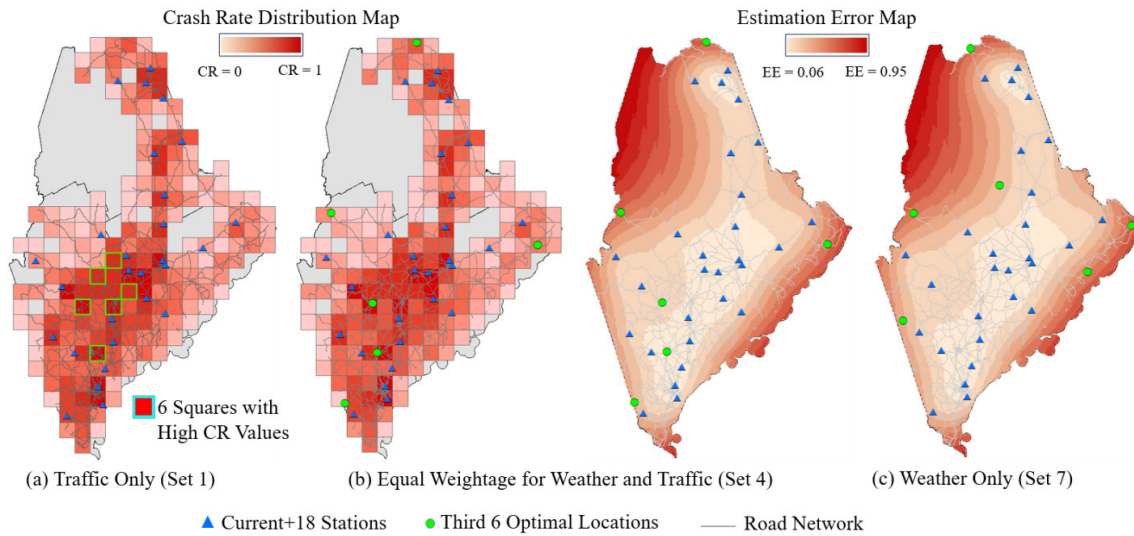 Crash Rate Distribution Map
Estimation Error Map
CR = 0
CR = 1
EE = 0.06
EE = 0.95
6 Squares with
High CR Values
(a) Traffic Only (Set 1)
(b) Equal Weightage for Weather and Traffic (Set 4)
(c) Weather Only (Set 7)
Current+18 Stations
Third 6 Optimal Locations
Road Network